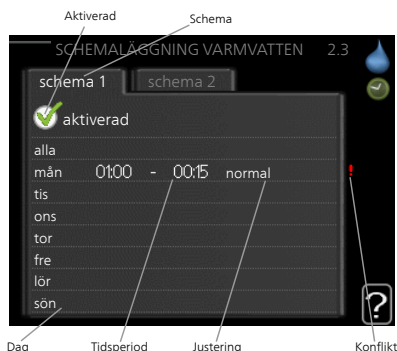 Aktiverad Schema
SCHEMALÄGGNING VARMVATTEN 2.3
schema 1 schema 2
aktiverad
alla
mån 01:00 - 00:15 normal !
tis
ons
tor
fre
lör
sön
?
Dag Tidsperiod Justering Konflikt